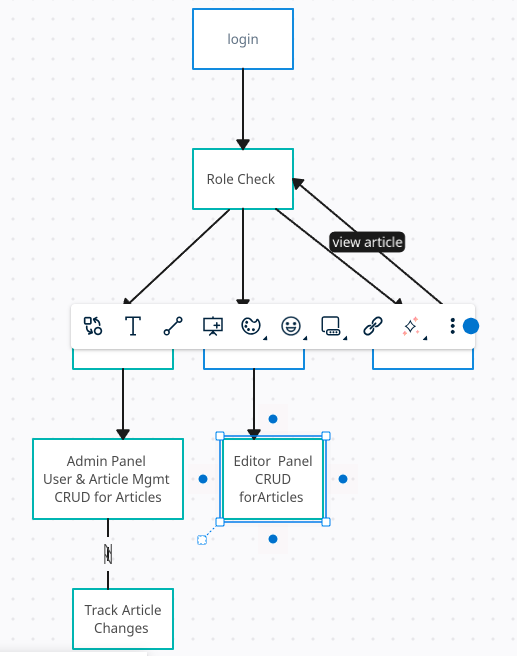 login
Role Check
view article
Admin Panel
User & Article Mgmt
CRUD for Articles
Editor  Panel
CRUD
forArticles
Track Article
Changes